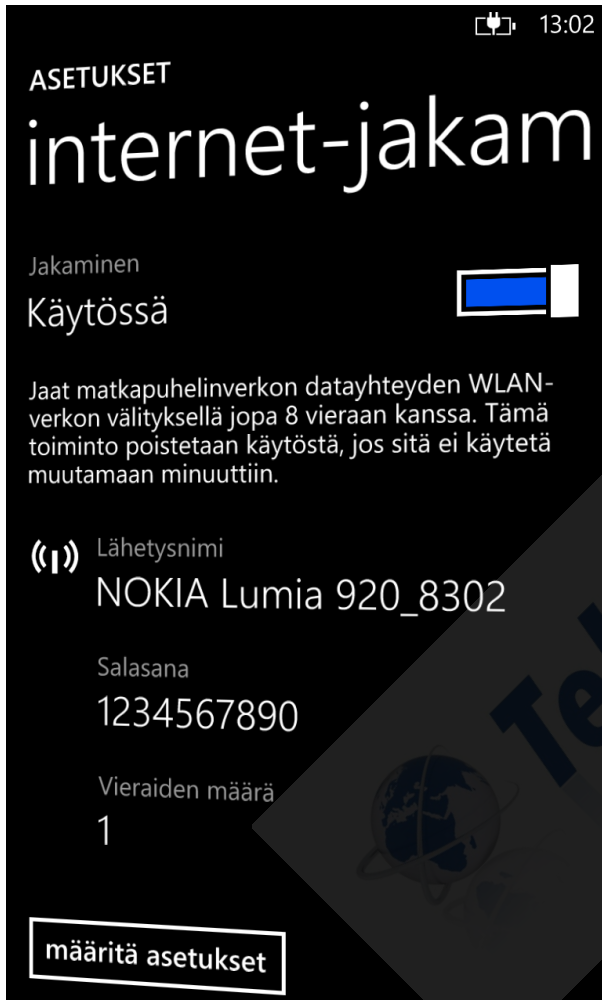 13:02
ASETUKSET
internet-jakam
Jakaminen
Käytössä
Jaat matkapuhelinverkon datayhteyden WLAN-
verkon välityksellä jopa 8 vieraan kanssa. Tämä
toiminto poistetaan käytöstä, jos sitä ei käytetä
muutamaan minuuttiin.
Lähetysnimi
NOKIA Lumia 920_8302
Salasana
1234567890
Vieraiden määrä
1
määritä asetukset